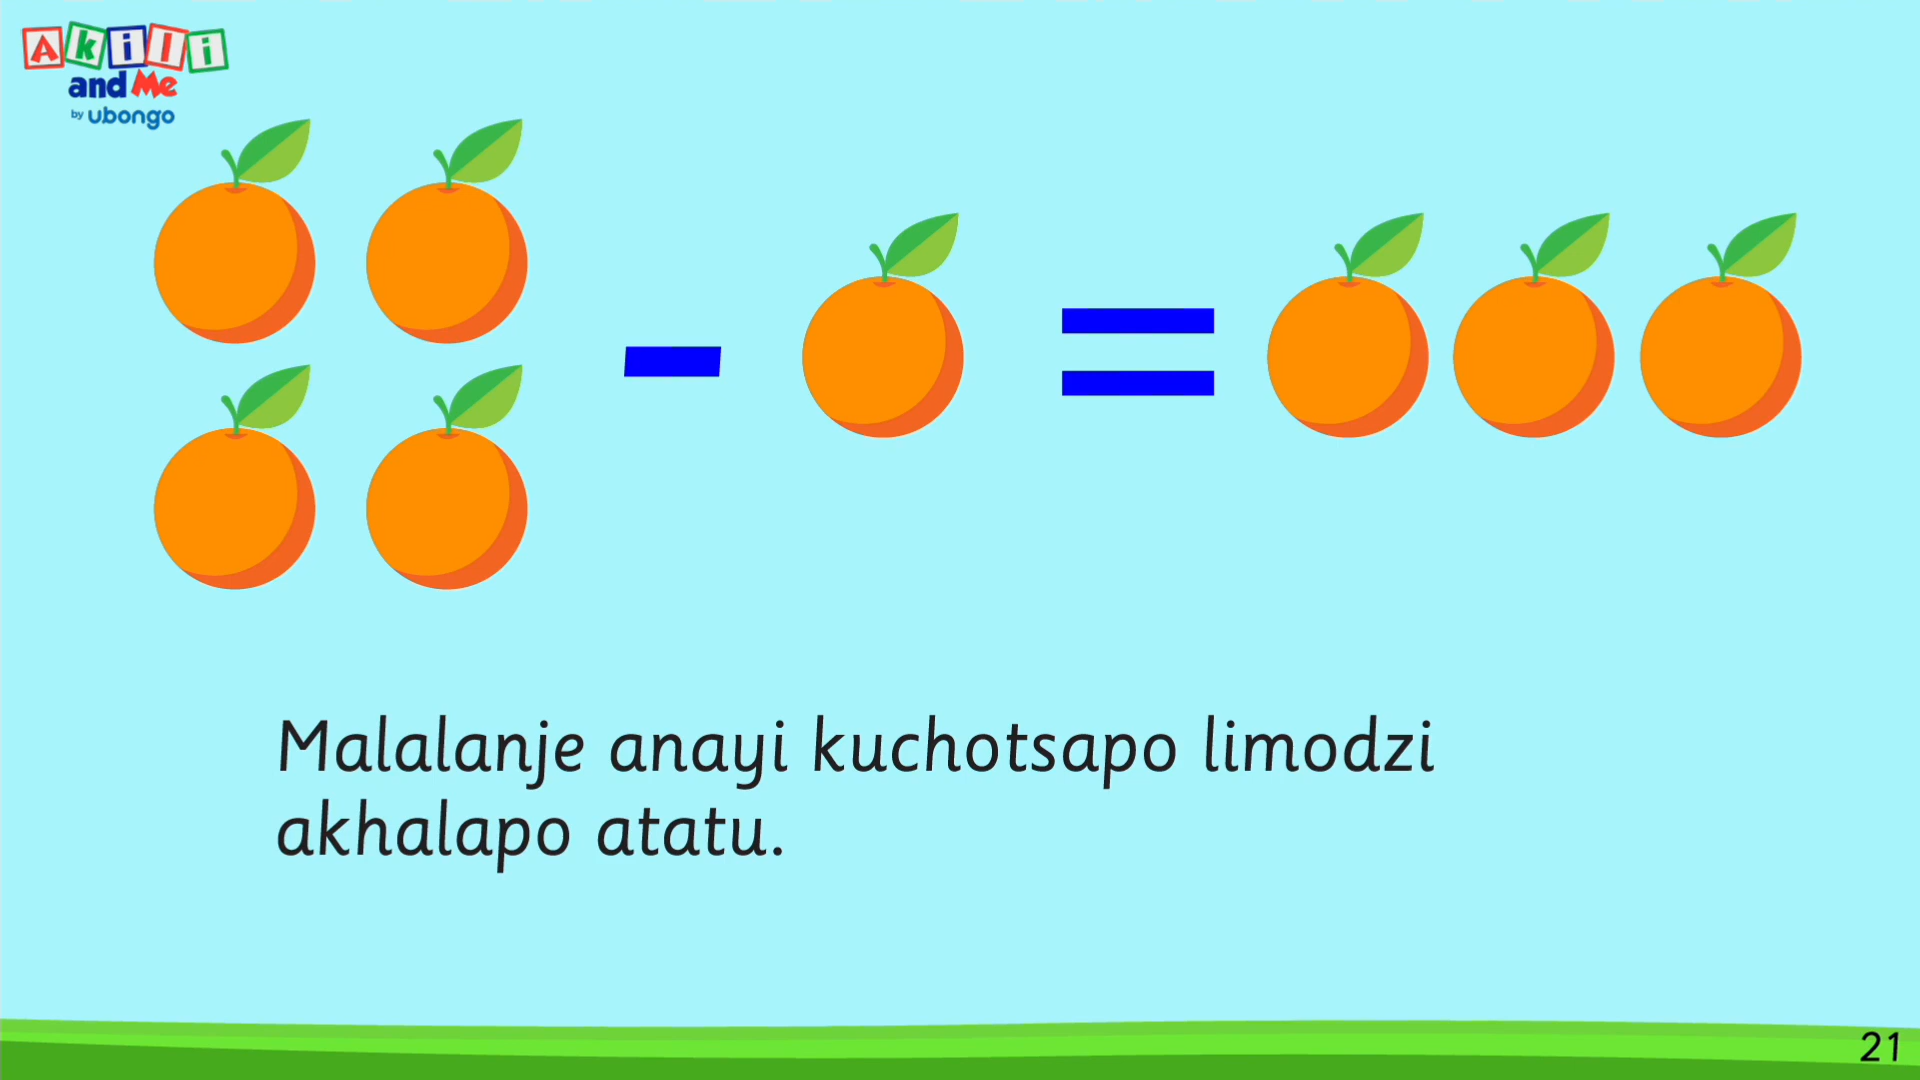 Akili
and Me
by ubongo
Malalanje anayi kuchotsapo limodzi
akhalapo atatu.
21